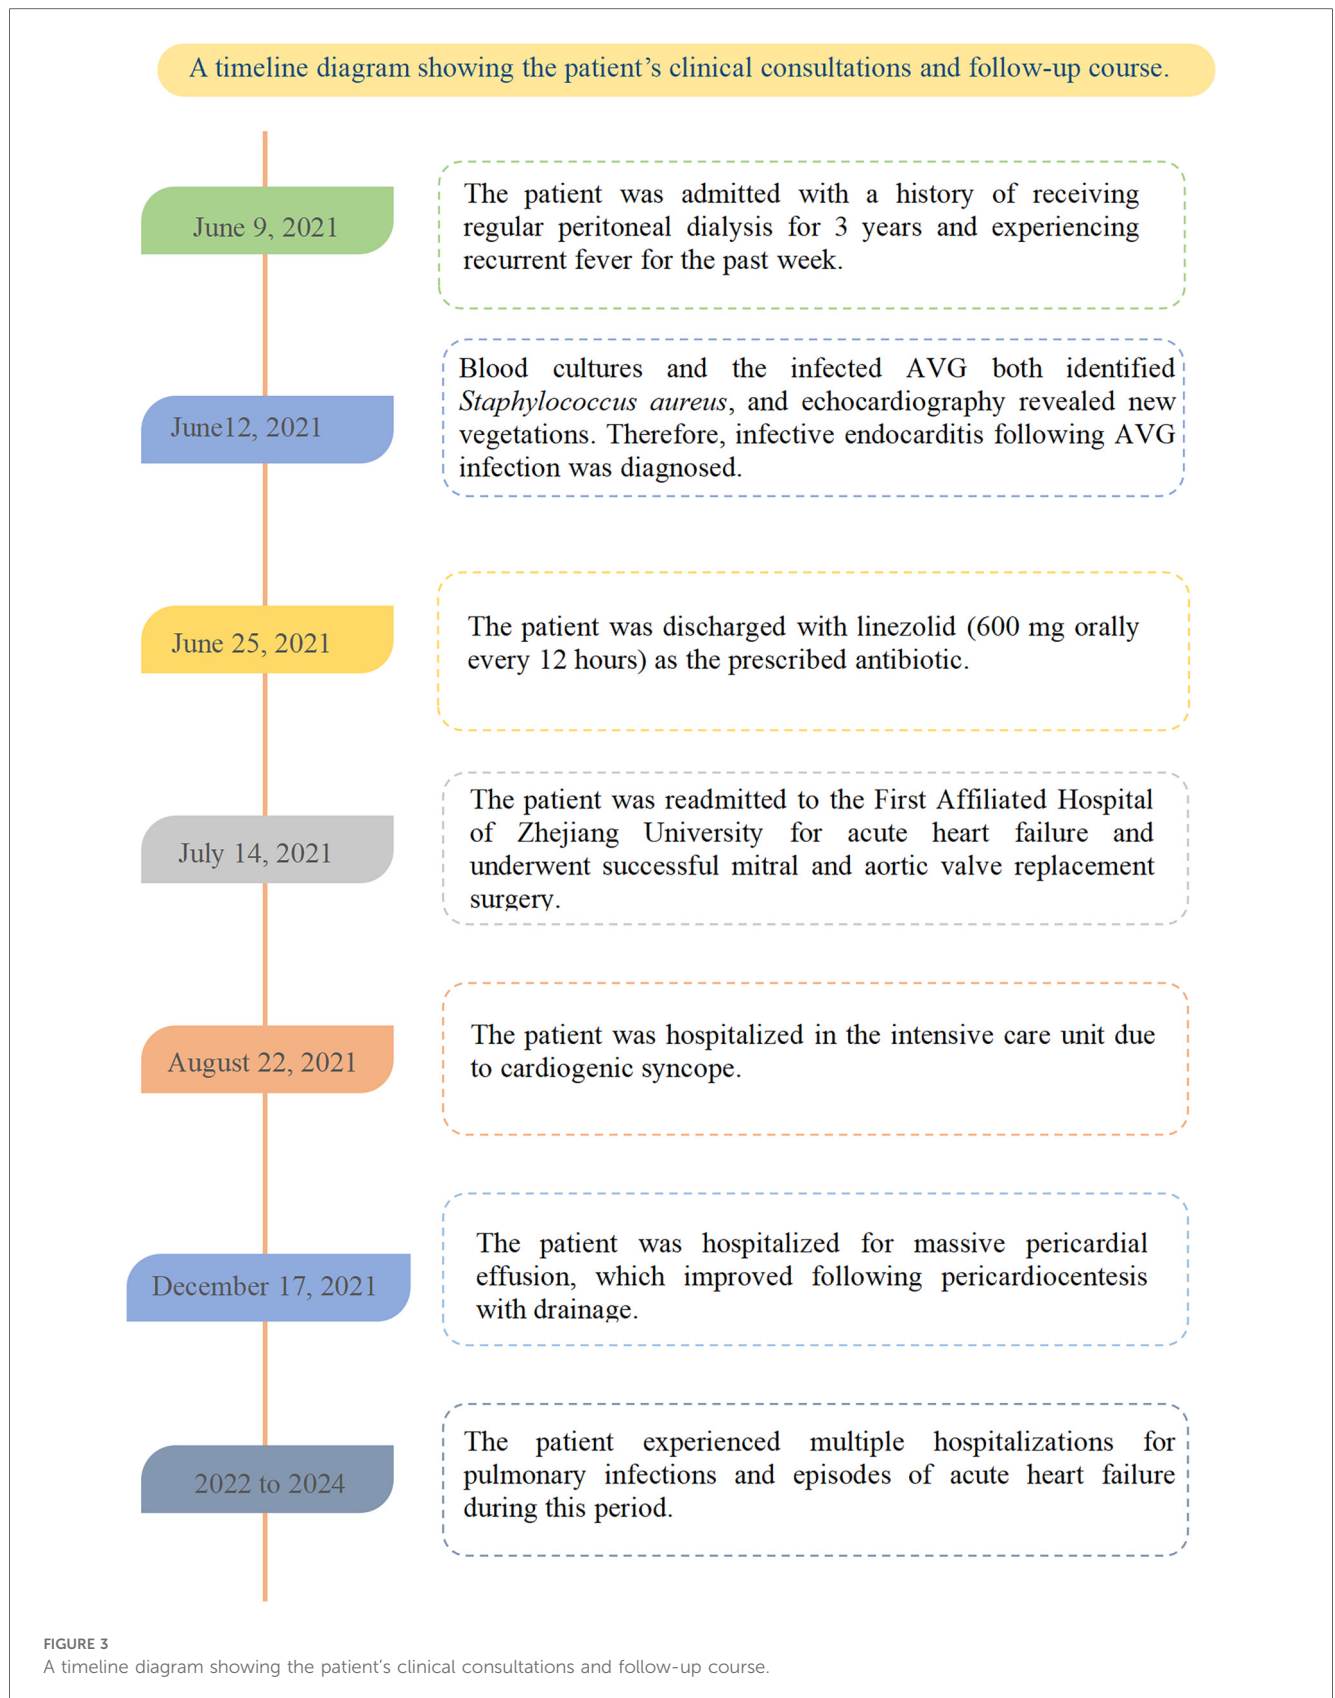 A timeline diagram showing the patient’s clinical consultations and follow-up course.
June 9, 2021
The patient was admitted with a history of receiving
regular peritoneal dialysis for 3 years and experiencing
recurrent fever for the past week.
June12, 2021
Blood cultures and the infected AVG both identified
Staphylococcus aureus, and echocardiography revealed new
vegetations. Therefore, infective endocarditis following AVG
infection was diagnosed.
June 25, 2021
The patient was discharged with linezolid (600 mg orally
every 12 hours) as the prescribed antibiotic.
July 14, 2021
The patient was readmitted to the First Affiliated Hospital
of Zhejiang University for acute heart failure and
underwent successful mitral and aortic valve replacement
surgery.
August 22, 2021
The patient was hospitalized in the intensive care unit due
to cardiogenic syncope.
December 17, 2021
The patient was hospitalized for massive pericardial
effusion, which improved following pericardiocentesis
with drainage.
2022 to 2024
The patient experienced multiple hospitalizations for
pulmonary infections and episodes of acute heart failure
during this period.
FIGURE 3
A timeline diagram showing the patient’s clinical consultations and follow-up course.